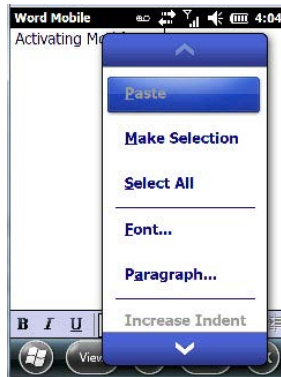 Word Mobile 4:04
Activating
Paste
Make Selection
Select All
Font...
Paragraph...
Increase Indent
B I U
View